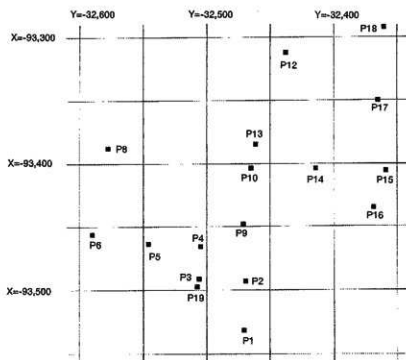 Y=-32,600 Y=-32,500 Y=-32,400
P18
X=-93,300
P12
P17
P13
P8
X=-93,400
P10 P14 P15
P16
P9
P6 P4
P5
P3 P2
P19
X=-93,500
P1